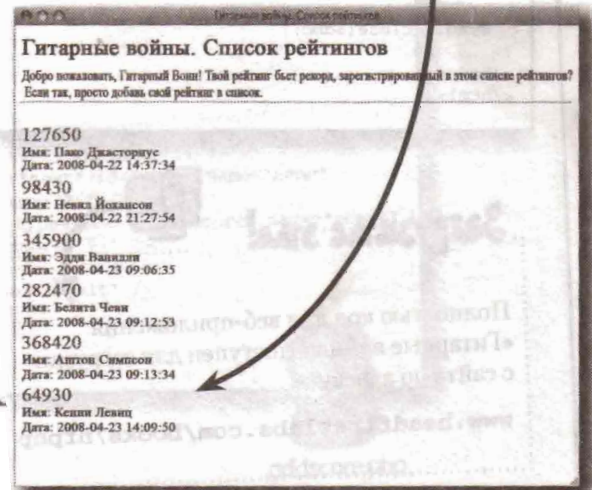 Гитарные войны. Список рейтингов
Гитарные войны. Список рейтингов
Добро пожаловать, Гитарный Воин! Твой рейтинг бьет рекорд, зарегистрированный в этом списке рейтингов?
Если так, просто добавь свой рейтинг в список.
127650
Имя: Пако Джасториус
Дата: 2008-04-22 14:37:34
98430
Имя: Невил Йохансон
Дата: 2008-04-22 21:27:54
345900
Имя: Эдди Ванилли
Дата: 2008-04-23 09:06:35
282470
Имя: Белита Чеви
Дата: 2008-04-23 09:12:53
368420
Имя: Антон Симпсон
Дата: 2008-04-23 09:13:34
64930
Имя: Кенни Левиц
Дата: 2008-04-23 14:09:50